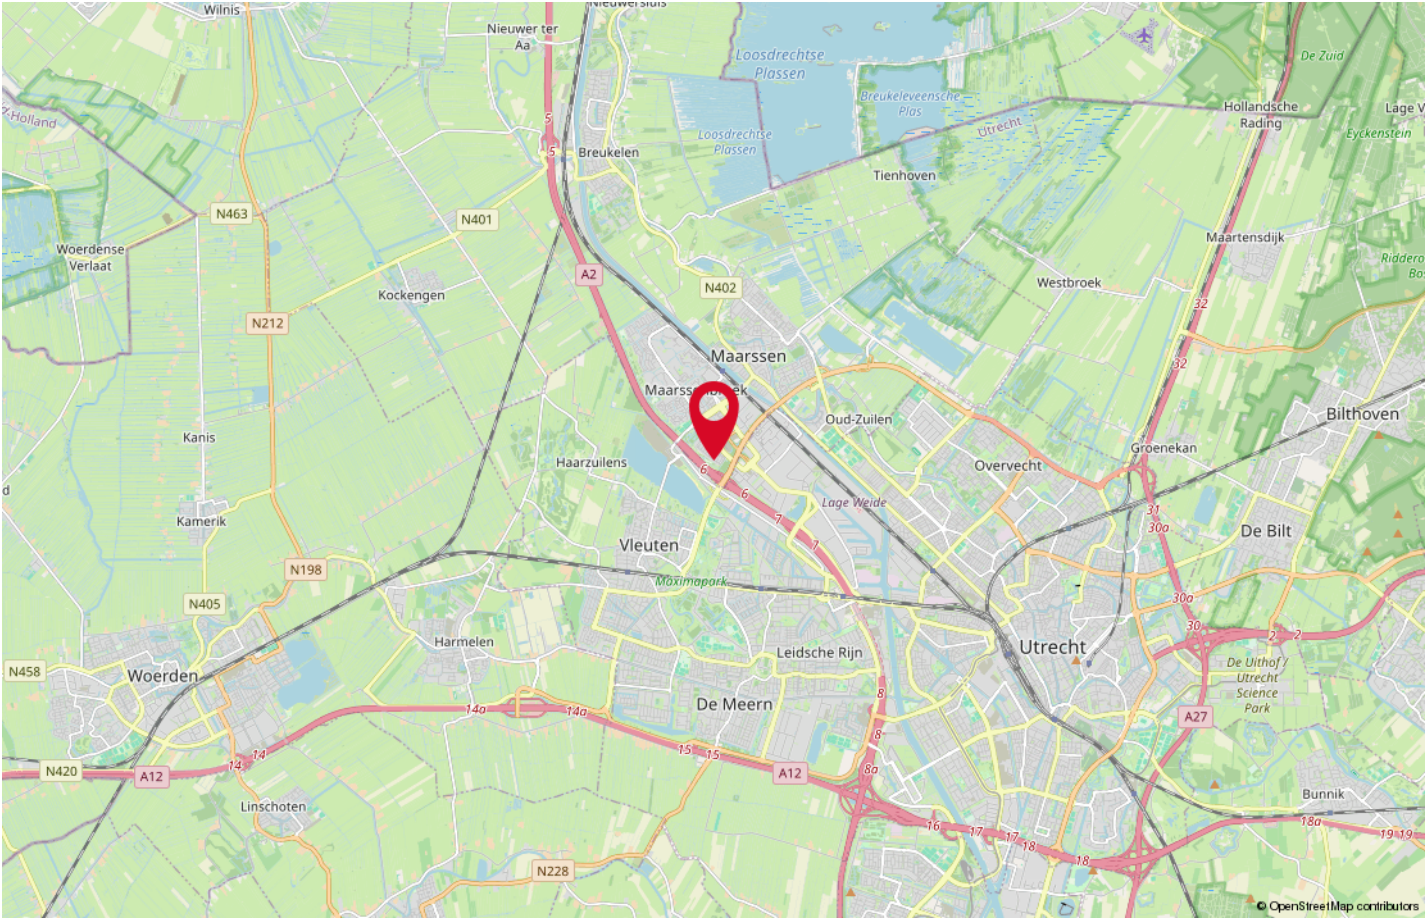 Wilnis
Nieuwersluis
Nieuwer ter
Aa
Loosdrechtse
Plassen
De Zuid
5
Breukeleveensche
Plas
Hollandsche
Rading
Lage V
-Holland
Utrecht
Eyckenstein
Loosdrechtse
Plassen
5
Breukelen
Tienhoven
N463
N401
Maartensdijk
Woerdense
Verlaat
Riddero
Bos
A2
Kockengen
N402
Westbroek
32
N212
Maarssen
32
Maarssenbroek
Bilthoven
Oud-Zuilen
Kanis
Groenekan
Haarzuilens
6
Overvecht
d
6
Lage Weide
31
Kamerik
7
30a
De Bilt
Vleuten
7
N198
Maximapark
N405
30a
30
2
2
Harmelen
Utrecht
Leidsche Rijn
N458
Woerden
De Uithof /
Utrecht
Science
Park
8
De Meern
14a
14a
A27
8
15
15
14
14
8a
N420
A12
A12
Bunnik
Linschoten
16
17
17
18
18a
19
19
18
N228
© OpenStreetMap contributors